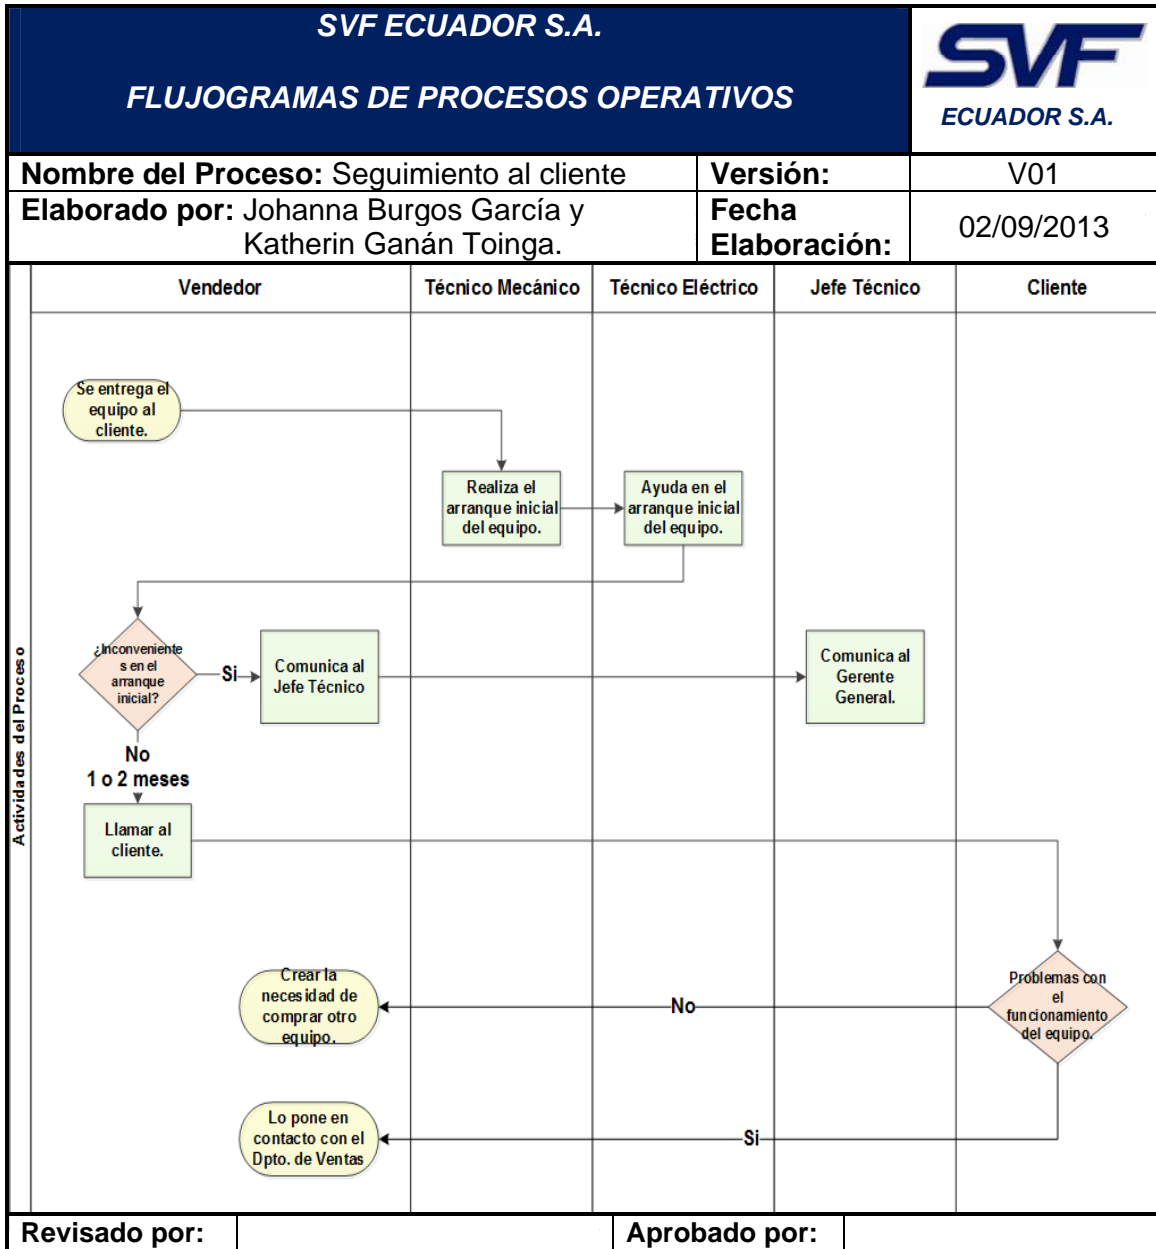 SVF ECUADOR S.A.
FLUJOGRAMAS DE PROCESOS OPERATIVOS
SVF
ECUADOR S.A.
Nombre del Proceso: Seguimiento al cliente
Versión:
V01
Elaborado por: Johanna Burgos García y
Katherin Ganán Toinga.
Fecha
Elaboración:
02/09/2013
Vendedor
Técnico Mecánico
Técnico Eléctrico
Jefe Técnico
Cliente
Actividades del Proceso
Se entrega el
equipo al
cliente.
Realiza el
arranque inicial
del equipo.
Ayuda en el
arranque inicial
del equipo.
¿Inconveniente
s en el
arranque
inicial?
Si
Comunica al
Jefe Técnico
Comunica al
Gerente
General.
No
1 o 2 meses
Llamar al
cliente.
Problemas con
el
funcionamiento
del equipo.
No
Crear la
necesidad de
comprar otro
equipo.
Si
Lo pone en
contacto con el
Dpto. de Ventas
Revisado por:
Aprobado por: